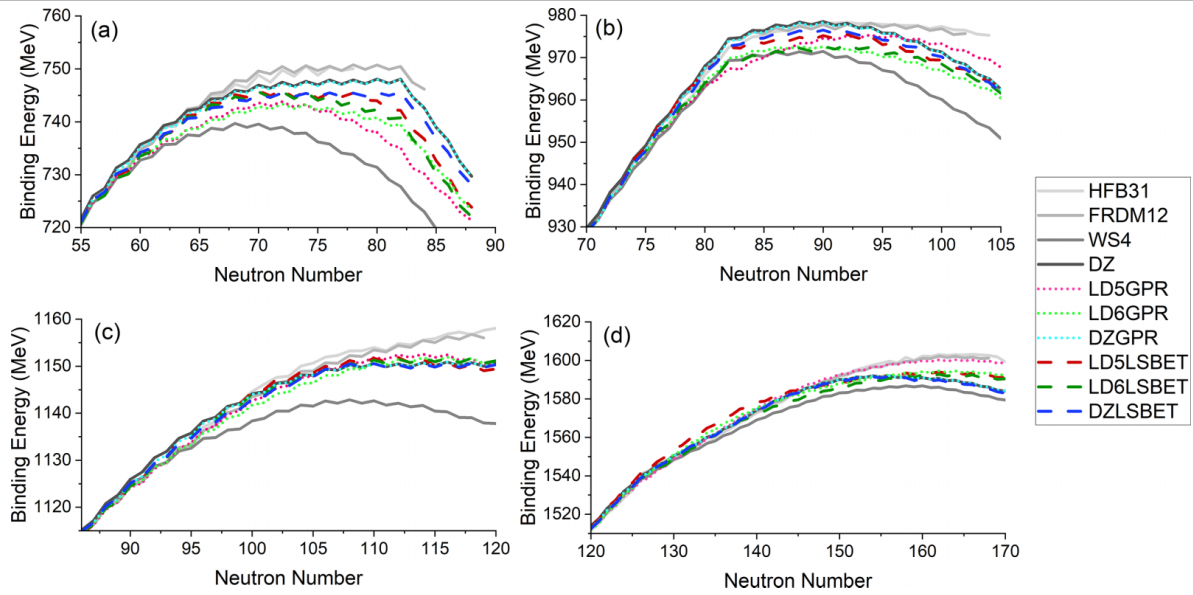 (a)
Binding Energy (MeV)
760
750
740
730
720
55
60
65
70
75
80
85
90
Neutron Number
(b)
Binding Energy (MeV)
980
970
960
950
940
930
70
75
80
85
90
95
100
105
Neutron Number
(c)
Binding Energy (MeV)
1160
1150
1140
1130
1120
90
95
100
105
110
115
120
Neutron Number
(d)
Binding Energy (MeV)
1620
1600
1580
1560
1540
1520
120
130
140
150
160
170
Neutron Number
HFB31
FRDM12
WS4
DZ
LD5GPR
LD6GPR
DZGPR
LD5LSBET
LD6LSBET
DZLSBET